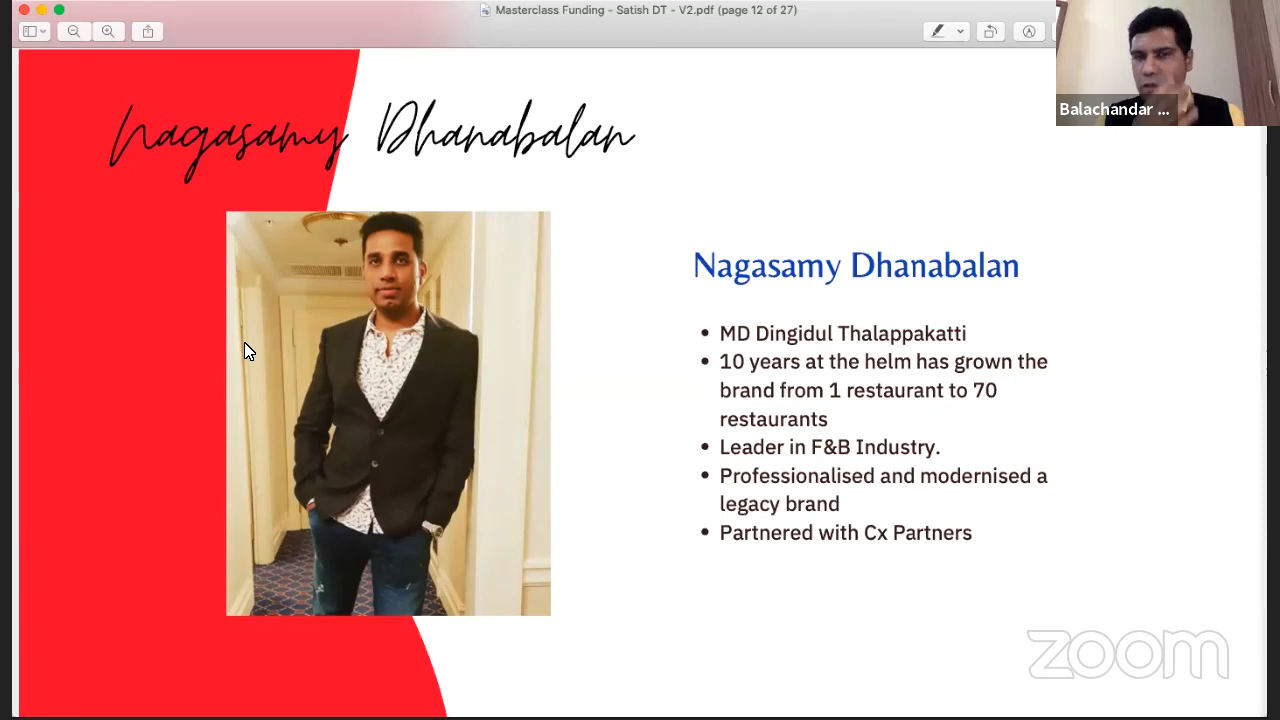 Masterclass Funding - Satish DT - V2.pdf (page 12 of 27)
Balachandar ...
Nagasamy Dhanabalan
Nagasamy Dhanabalan
• MD Dingidul Thalappakatti
• 10 years at the helm has grown the
brand from 1 restaurant to 70
restaurants
• Leader in F&B Industry.
• Professionalised and modernised a
legacy brand
• Partnered with Cx Partners
zoom